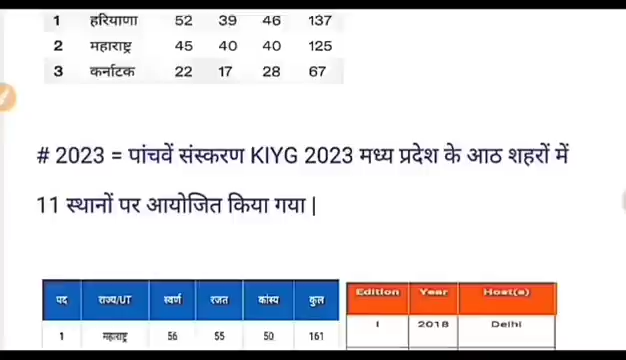 1 हरियाणा 52 39 46 137
2 महाराष्ट्र 45 40 40 125
3 कर्नाटक 22 17 28 67
# 2023 = पांचवें संस्करण KIYG 2023 मध्य प्रदेश के आठ शहरों में
11 स्थानों पर आयोजित किया गया |
पद राज्य/UT स्वर्ण रजत कांस्य कुल
1 महाराष्ट्र 56 55 50 161
Edition Year Host(s)
I 2018 Delhi